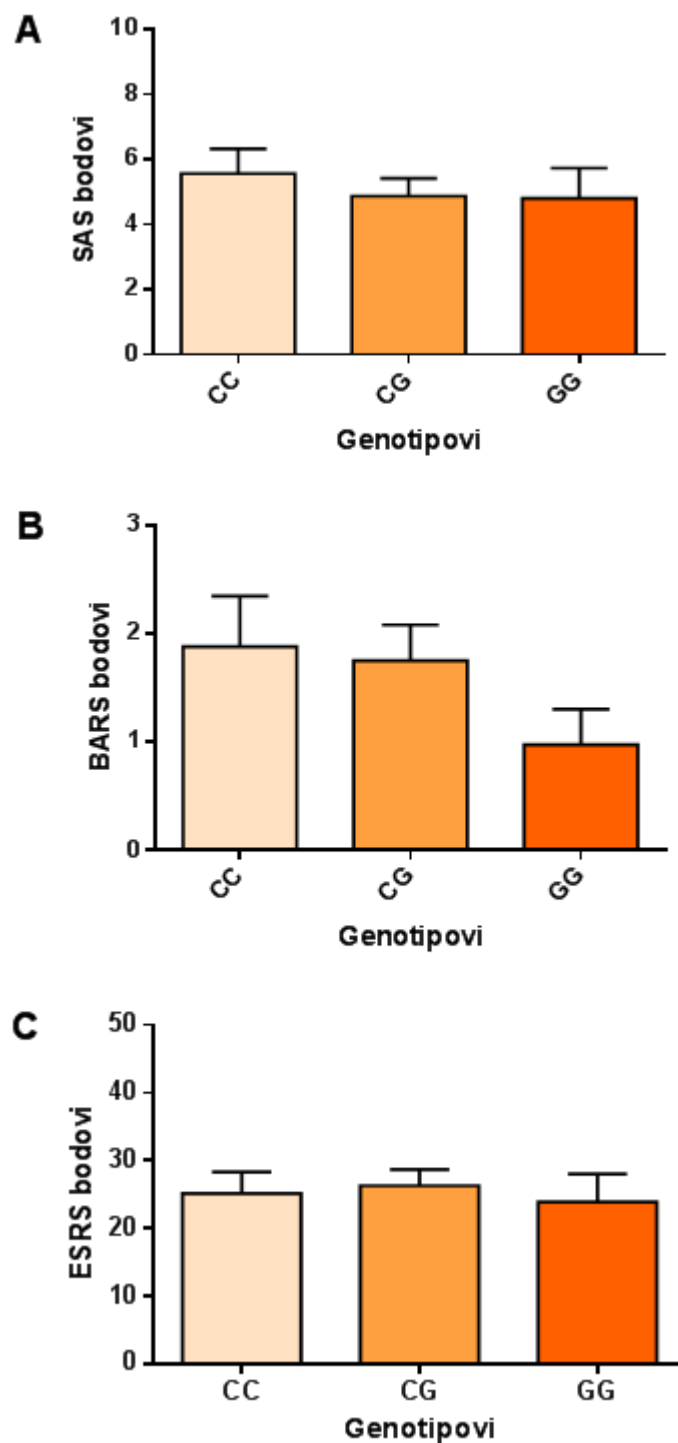 A
SAS bodovi
10
8
6
4
2
0
CC CG GG
Genotipovi
B
BARS bodovi
3
2
1
0
CC CG GG
Genotipovi
C
ESRS bodovi
50
40
30
20
10
0
CC CG GG
Genotipovi